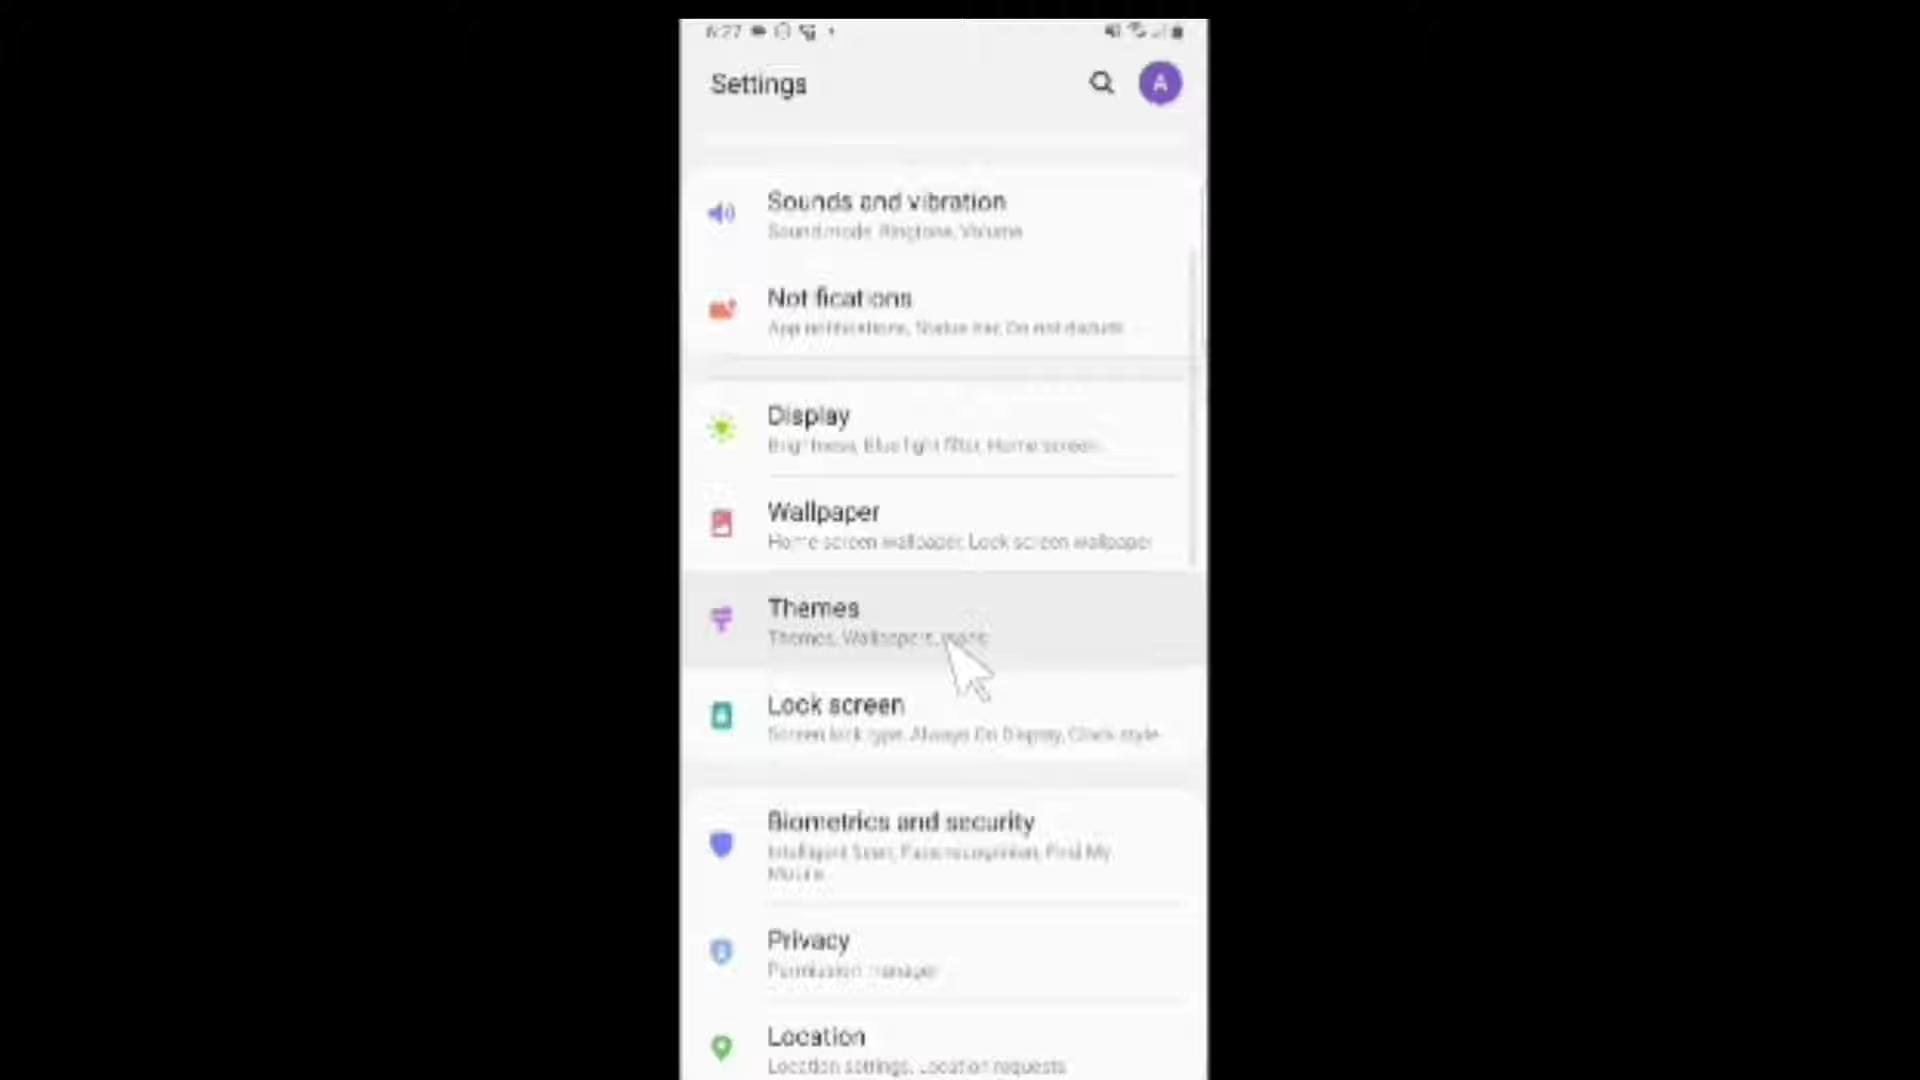 6:27
Settings
A
Sounds and vibration
Sound mode, Ringtone, Volume
Notifications
App notifications, Status bar, Do not disturb
Display
Brightness, Blue light filter, Home screen
Wallpaper
Home screen wallpaper, Lock screen wallpaper
Themes
Themes, Wallpapers, Icons
Lock screen
Screen lock type, Always On Display, Clock style
Biometrics and security
Intelligent Scan, Face recognition, Find My
Mobile
Privacy
Permission manager
Location
Location settings, Location requests